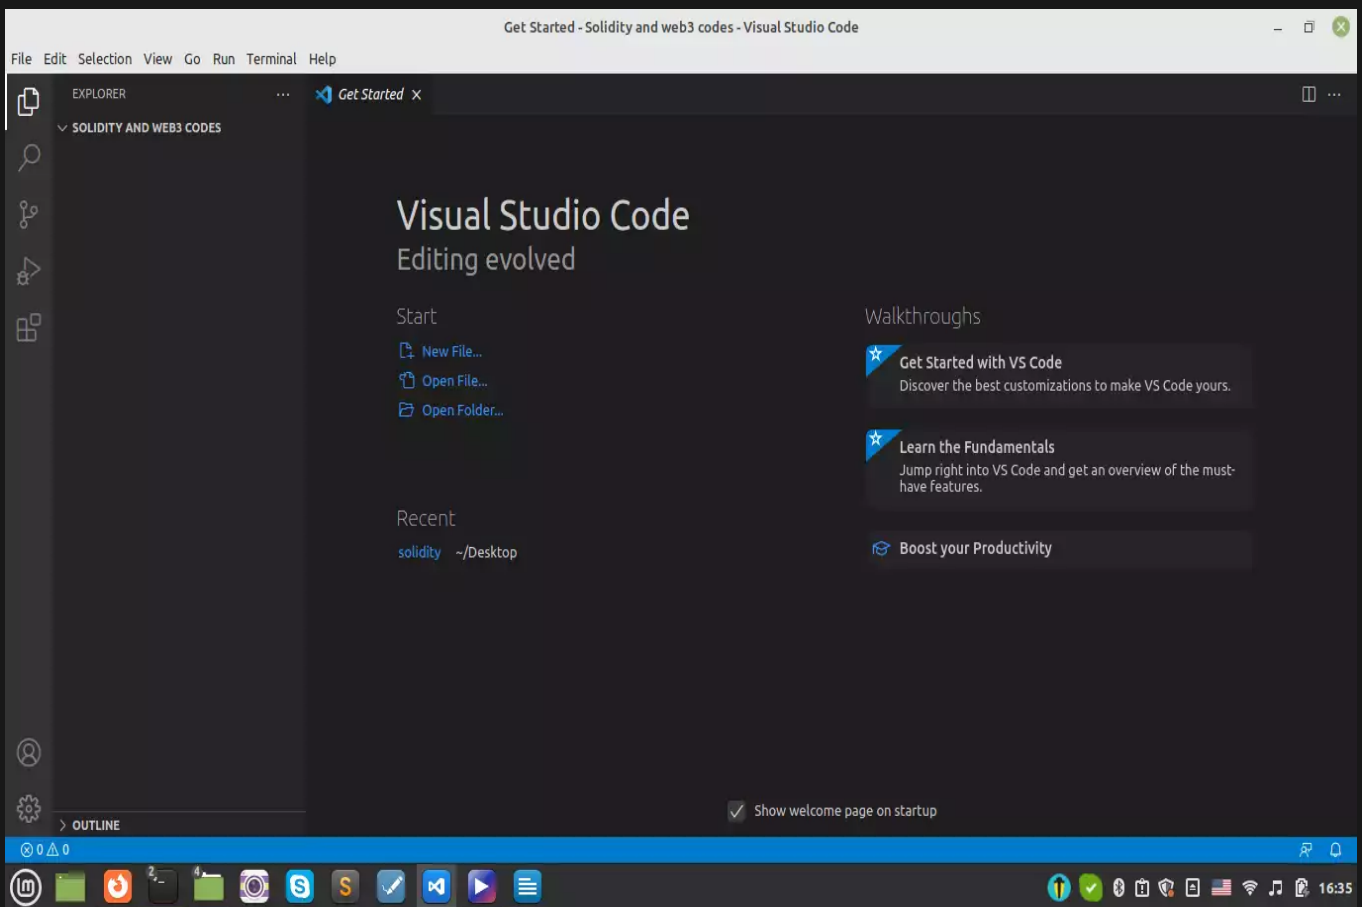 Get Started - Solidity and web3 codes - Visual Studio Code
File Edit Selection View Go Run Terminal Help
EXPLORER
Get Started
SOLIDITY AND WEB3 CODES
Visual Studio Code
Editing evolved
Start
New File...
Open File...
Open Folder...
Recent
solidity ~/Desktop
Walkthroughs
Get Started with VS Code
Discover the best customizations to make VS Code yours.
Learn the Fundamentals
Jump right into VS Code and get an overview of the must-
have features.
Boost your Productivity
Show welcome page on startup
OUTLINE
0 0
2 4 S S 16:35